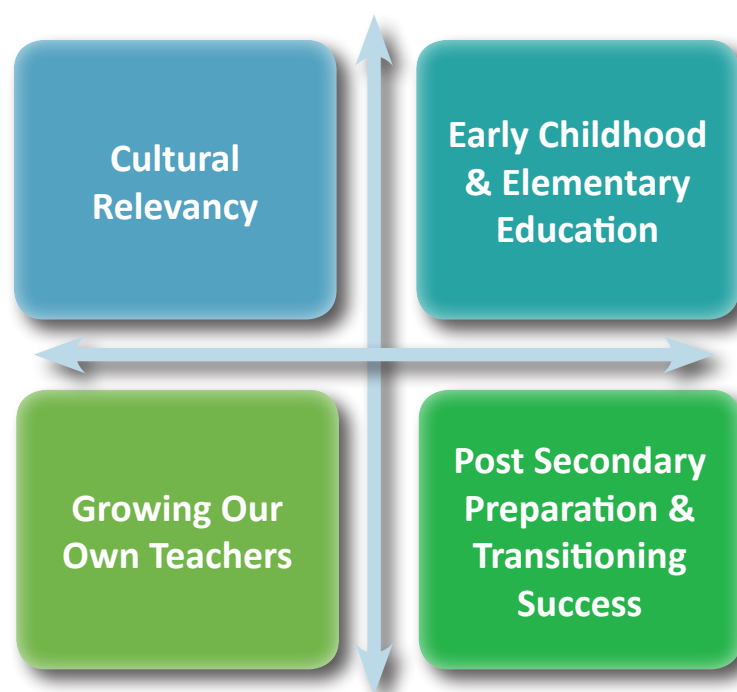 Cultural
Relevancy
Early Childhood
& Elementary
Education
Growing Our
Own Teachers
Post Secondary
Preparation &
Transitioning
Success